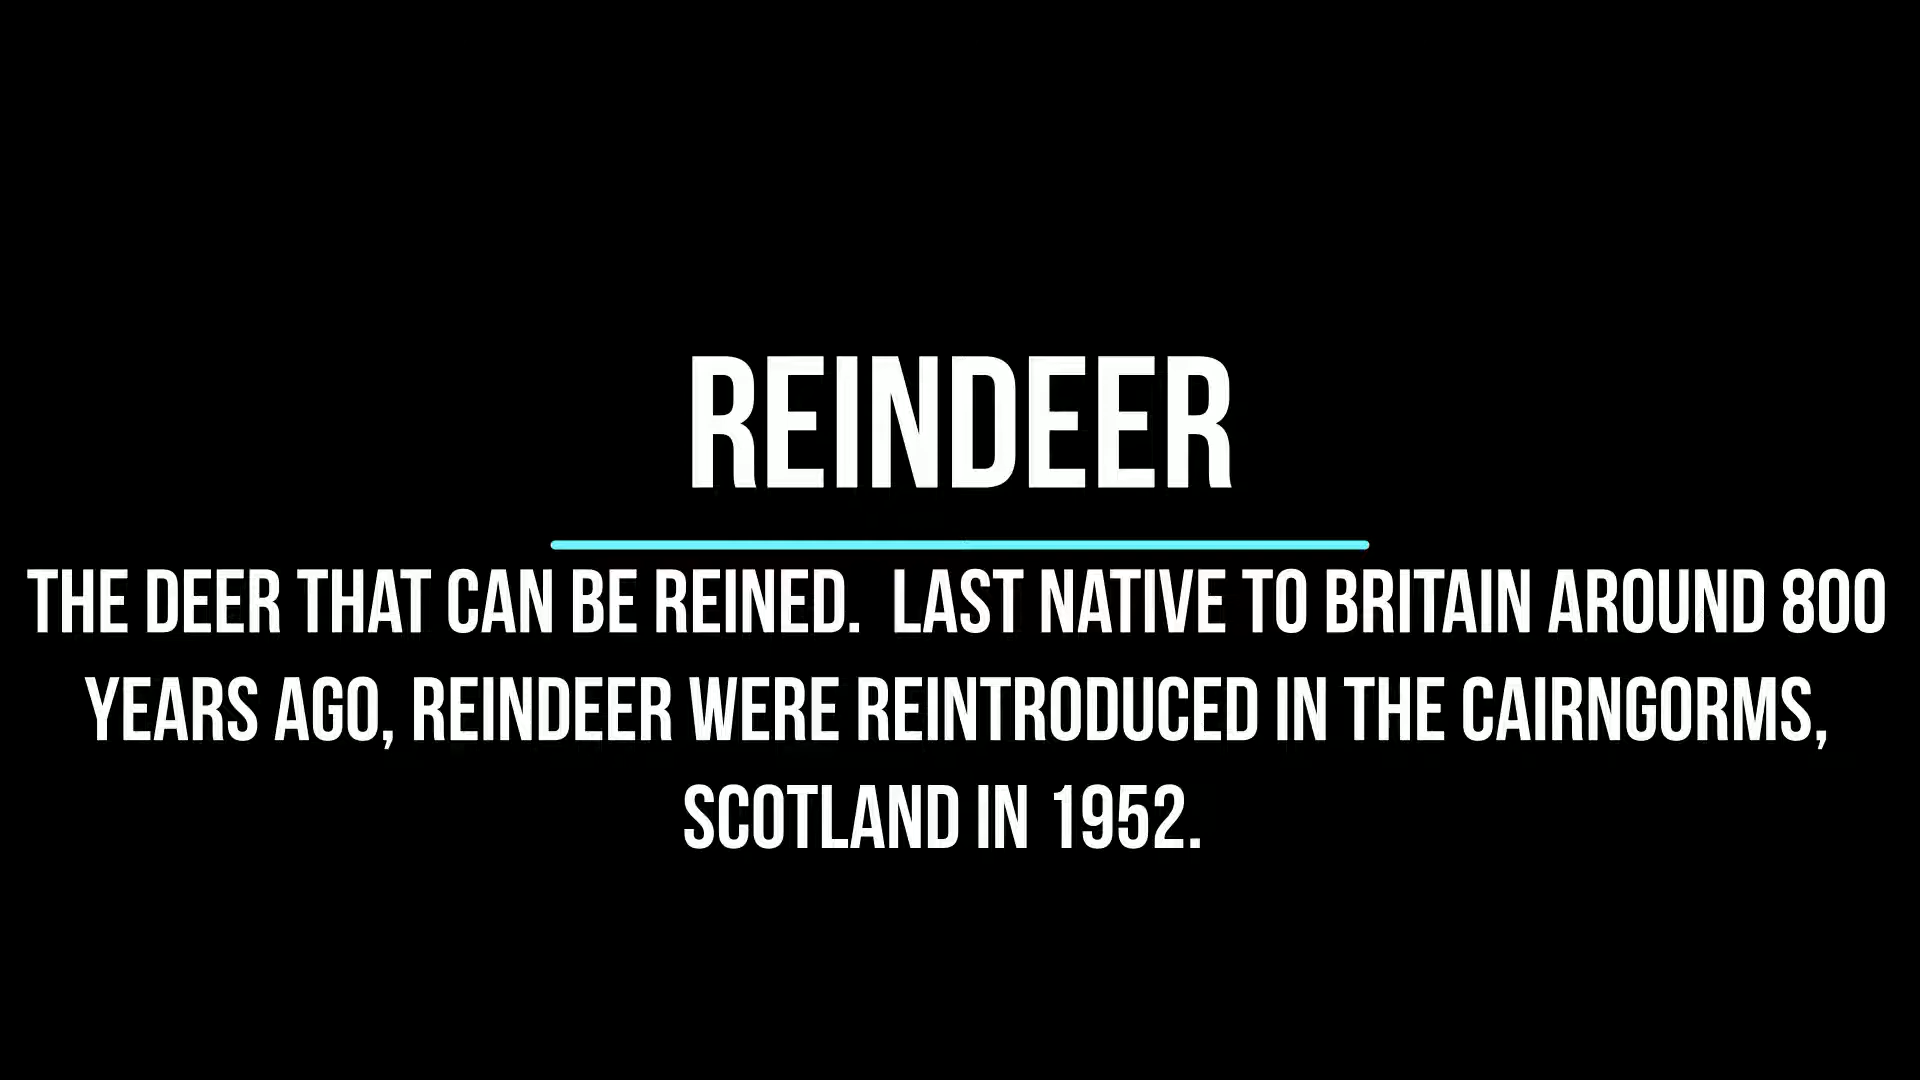 REINDEER
THE DEER THAT CAN BE REINED.  LAST NATIVE TO BRITAIN AROUND 800
YEARS AGO, REINDEER WERE REINTRODUCED IN THE CAIRNGORMS,
SCOTLAND IN 1952.